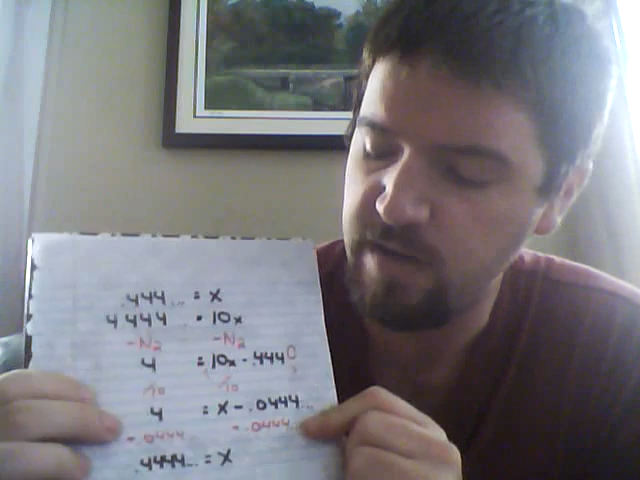 .444... = x
4.444 = 10x
-N2 -N2
4 = 10x - .4440
/10 /10
.4 = x - .0444...
+.0444 +.0444...
.4444... = x